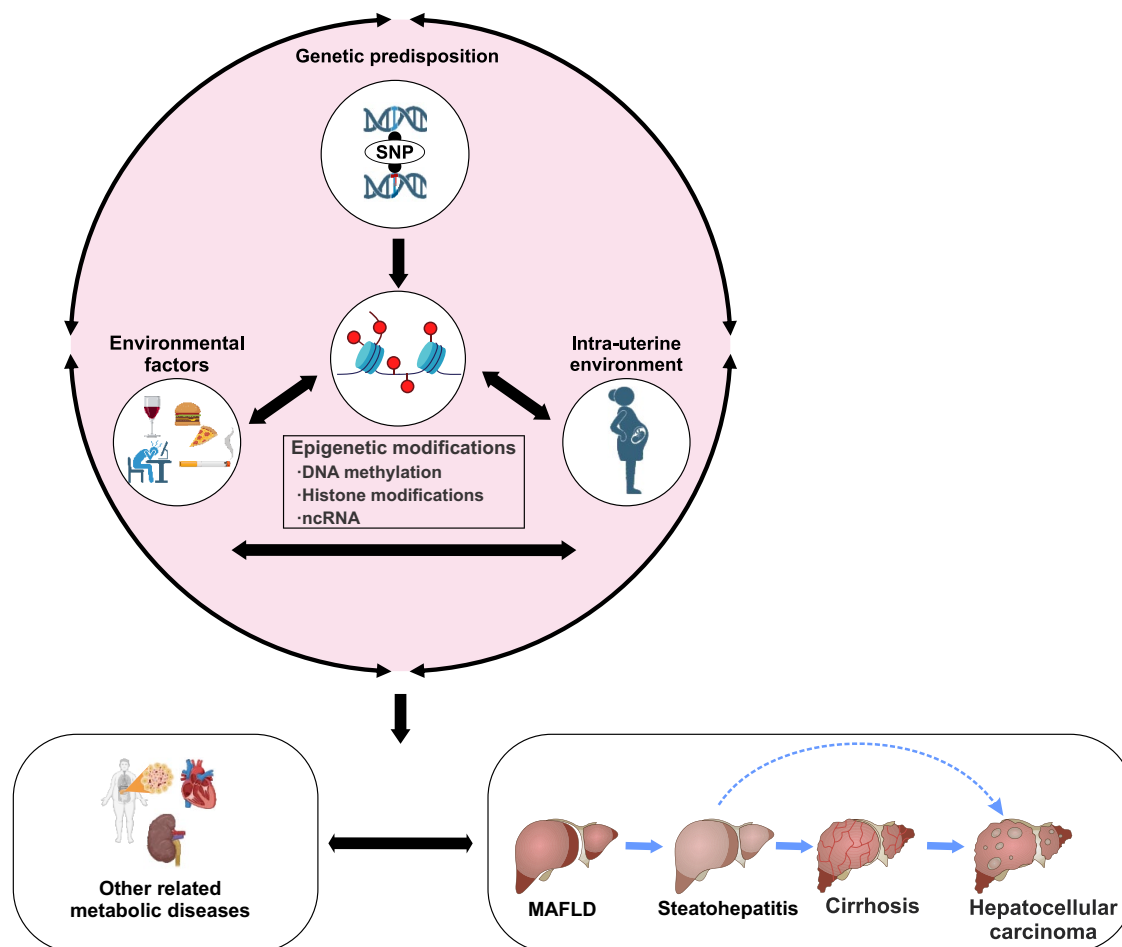 Genetic predisposition
SNP
Environmental
factors
Intra-uterine
environment
Epigenetic modifications
·DNA methylation
·Histone modifications
·ncRNA
Other related
metabolic diseases
MAFLD
Steatohepatitis
Cirrhosis
Hepatocellular
carcinoma